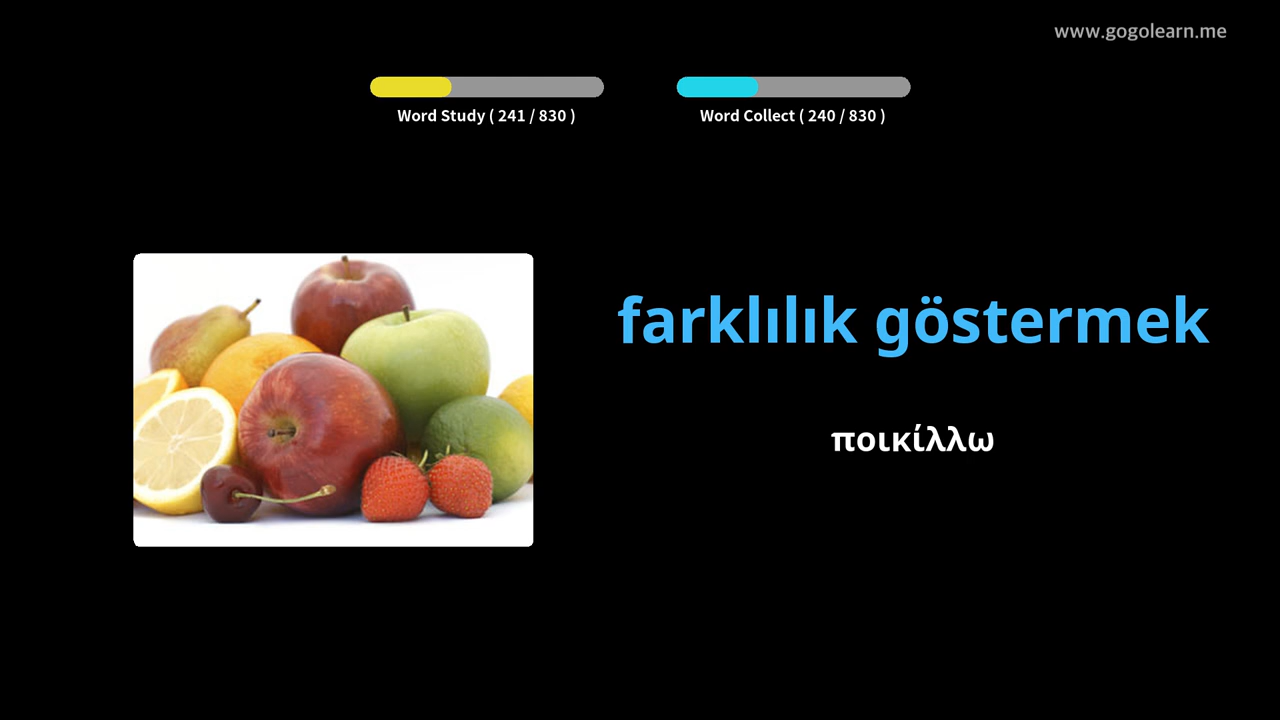 www.gogolearn.me
Word Study ( 241 / 830 )
Word Collect ( 240 / 830 )
farklılık göstermek
ποικίλλω